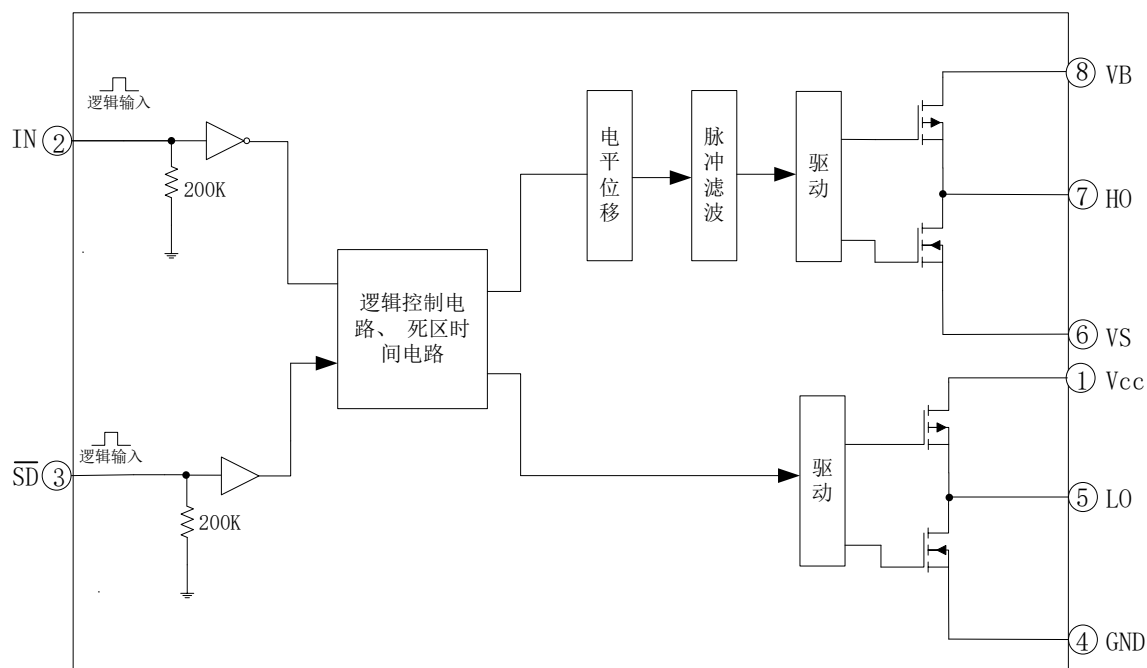 ⑧ VB
逻辑输入
IN ②
200K
电平位移
脉冲滤波
驱动
⑦ HO
逻辑控制电
路、 死区时
间电路
⑥ VS
① Vcc
逻辑输入
SD ③
200K
驱动
⑤ LO
④ GND